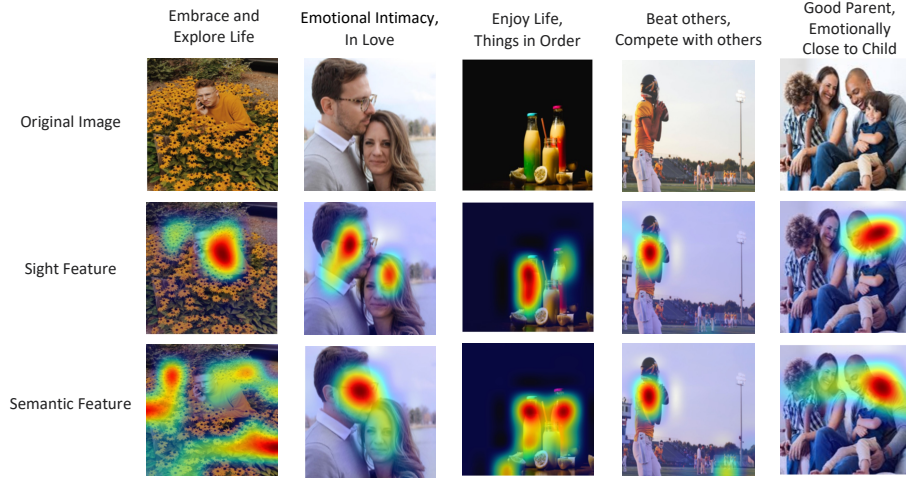 Embrace and
Explore Life
Emotional Intimacy,
In Love
Enjoy Life,
Things in Order
Beat others,
Compete with others
Good Parent,
Emotionally
Close to Child
Original Image
Sight Feature
Semantic Feature